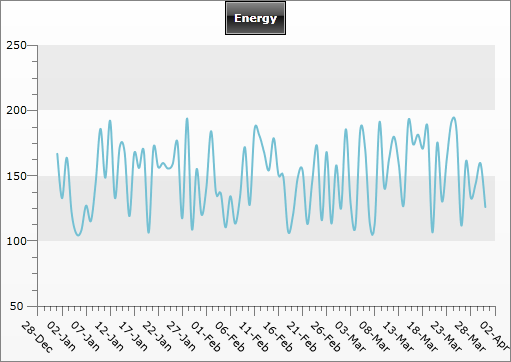 Energy
250
200
150
100
50
28-Dec
02-Jan
07-Jan
12-Jan
17-Jan
22-Jan
27-Jan
01-Feb
06-Feb
11-Feb
16-Feb
21-Feb
26-Feb
03-Mar
08-Mar
13-Mar
18-Mar
23-Mar
28-Mar
02-Apr